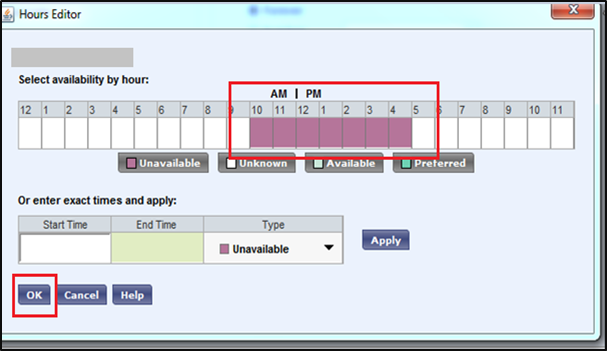 Hours Editor
Select availability by hour:
AM | PM
12 1 2 3 4 5 6 7 8 9 10 11 12 1 2 3 4 5 6 7 8 9 10 11
Unavailable Unknown Available Preferred
Or enter exact times and apply:
Start Time End Time Type
Unavailable Apply
OK Cancel Help